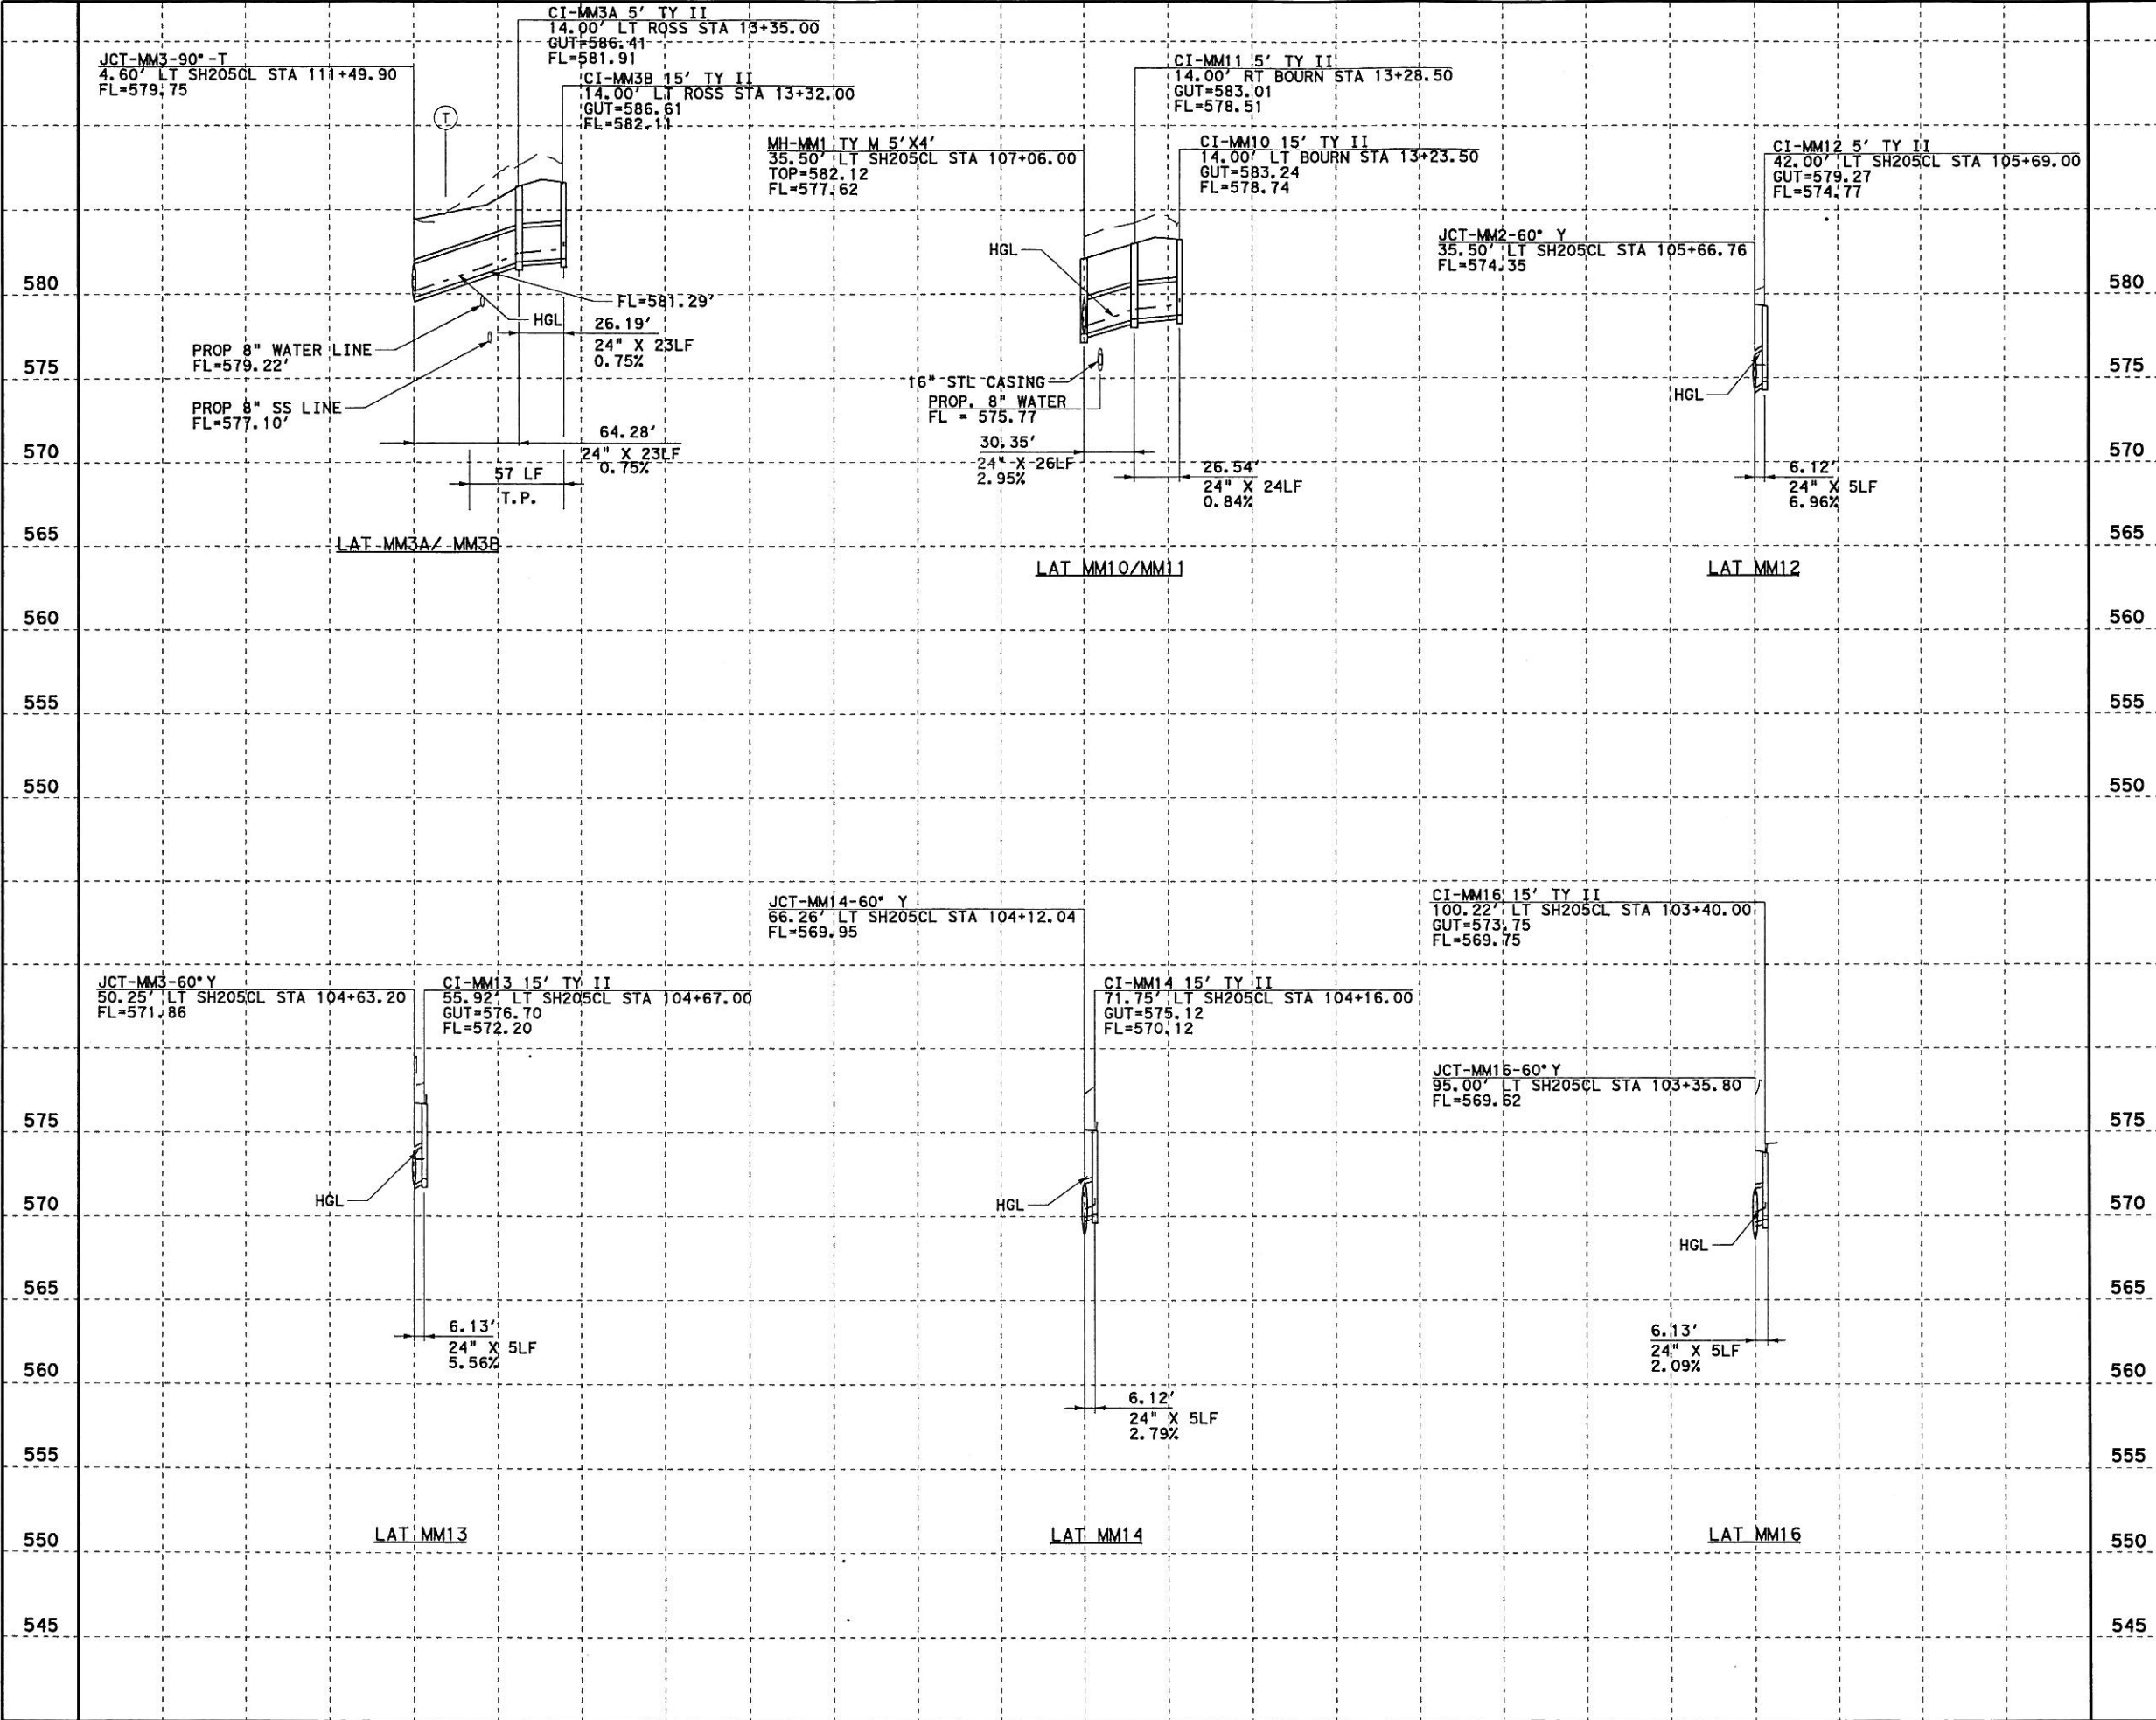 CI-MM3A 5' TY II
14.00' LT ROSS STA 13+35.00
GUT=586.41
FL=581.91
JCT-MM3-90°-T
4.60' LT SH205CL STA 111+49.90
FL=579.75
CI-MM3B 15' TY II
14.00' LT ROSS STA 13+32.00
GUT=586.61
FL=582.11
T
FL=581.29'
HGL
26.19'
24" X 23LF
0.75%
PROP 8" WATER LINE
FL=579.22'
PROP 8" SS LINE
FL=577.10'
64.28'
24" X 23LF
0.75%
57 LF
T.P.
LAT MM3A/ MM3B
CI-MM11 5' TY II
14.00' RT BOURN STA 13+28.50
GUT=583.01
FL=578.51
MH-MM1 TY M 5'X4'
35.50' LT SH205CL STA 107+06.00
TOP=582.12
FL=577.62
CI-MM10 15' TY II
14.00' LT BOURN STA 13+23.50
GUT=583.24
FL=578.74
HGL
16" STL CASING
PROP. 8" WATER
FL = 575.77
30.35'
24" X 26LF
2.95%
26.54'
24" X 24LF
0.84%
LAT MM10/MM11
CI-MM12 5' TY II
42.00' LT SH205CL STA 105+69.00
GUT=579.27
FL=574.77
JCT-MM2-60° Y
35.50' LT SH205CL STA 105+66.76
FL=574.35
HGL
6.12'
24" X 5LF
6.96%
LAT MM12
580 580
575 575
570 570
565 565
560 560
555 555
550 550
JCT-MM3-60°Y
50.25' LT SH205CL STA 104+63.20
FL=571.86
CI-MM13 15' TY II
55.92' LT SH205CL STA 104+67.00
GUT=576.70
FL=572.20
HGL
6.13'
24" X 5LF
5.56%
LAT MM13
JCT-MM14-60° Y
66.26' LT SH205CL STA 104+12.04
FL=569.95
CI-MM14 15' TY II
71.75' LT SH205CL STA 104+16.00
GUT=575.12
FL=570.12
HGL
6.12'
24" X 5LF
2.79%
LAT MM14
CI-MM16 15' TY II
100.22' LT SH205CL STA 103+40.00
GUT=573.75
FL=569.75
JCT-MM16-60°Y
95.00' LT SH205CL STA 103+35.80
FL=569.62
HGL
6.13'
24" X 5LF
2.09%
LAT MM16
575 575
570 570
565 565
560 560
555 555
550 550
545 545